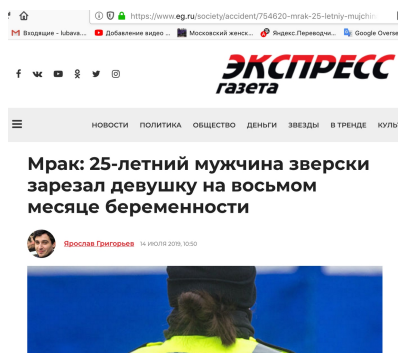 https://www.eg.ru/society/accident/754620-mrak-25-letniy-mujchin
Входящие – lubava... Добавление видео ... Московский женск... Яндекс.Переводчи... Google Overse
ЭКСПРЕСС
газета
НОВОСТИ ПОЛИТИКА ОБЩЕСТВО ДЕНЬГИ ЗВЕЗДЫ В ТРЕНДЕ КУЛЬ
Мрак: 25-летний мужчина зверски
зарезал девушку на восьмом
месяце беременности
Ярослав Григорьев 14 ИЮЛЯ 2019, 10:50